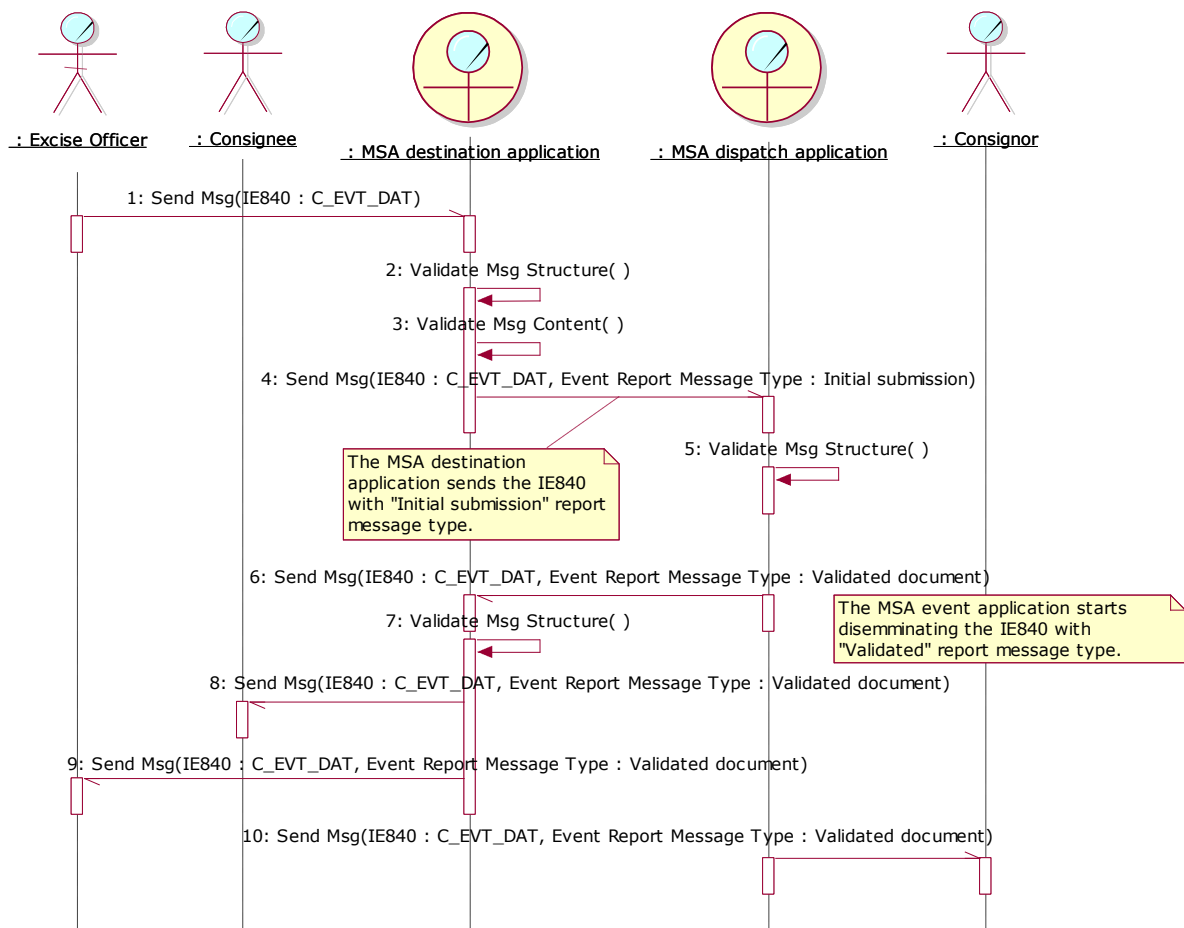 : Excise Officer
: Consignee
: MSA destination application
: MSA dispatch application
: Consignor
1: Send Msg(IE840 : C_EVT_DAT)
2: Validate Msg Structure( )
3: Validate Msg Content( )
4: Send Msg(IE840 : C_EVT_DAT, Event Report Message Type : Initial submission)
The MSA destination
application sends the IE840
with "Initial submission" report
message type.
5: Validate Msg Structure( )
6: Send Msg(IE840 : C_EVT_DAT, Event Report Message Type : Validated document)
The MSA event application starts
disemminating the IE840 with
"Validated" report message type.
7: Validate Msg Structure( )
8: Send Msg(IE840 : C_EVT_DAT, Event Report Message Type : Validated document)
9: Send Msg(IE840 : C_EVT_DAT, Event Report Message Type : Validated document)
10: Send Msg(IE840 : C_EVT_DAT, Event Report Message Type : Validated document)